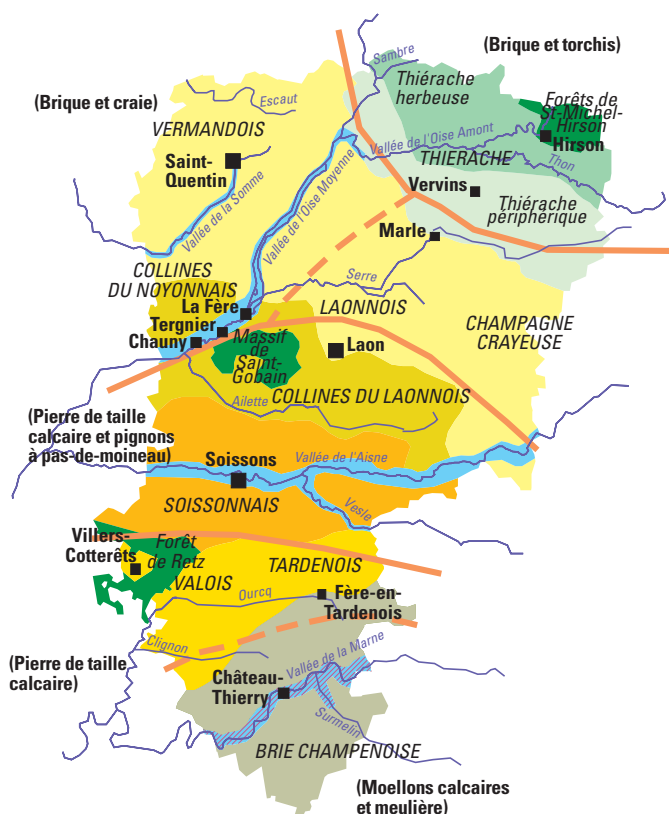 (Brique et torchis)
Sambre
Thiérache
herbeuse
Forêts de
St-Michel-
Hirson
Hirson
(Brique et craie)
Escaut
VERMANDOIS
Saint-
Quentin
Vallée de la Somme
Vallée de l'Oise Moyenne
Vallée de l'Oise Amont
THIERACHE
Thon
Vervins
Thiérache
périphérique
Marle
COLLINES
DU NOYONNAIS
Serre
La Fère
Tergnier
Chauny
LAONNOIS
CHAMPAGNE
CRAYEUSE
Massif
de
Saint-
Gobain
Laon
Ailette
COLLINES DU LAONNOIS
(Pierre de taille
calcaire et pignons
à pas-de-moineau)
Soissons
Vallée de l'Aisne
SOISSONNAIS
Vesle
Villers-
Cotterêts
Forêt
de Retz
TARDENOIS
VALOIS
Ourcq
Fère-en-
Tardenois
Clignon
(Pierre de taille
calcaire)
Vallée de la Marne
Château-
Thierry
Surmelin
BRIE CHAMPENOISE
(Moellons calcaires
et meulière)